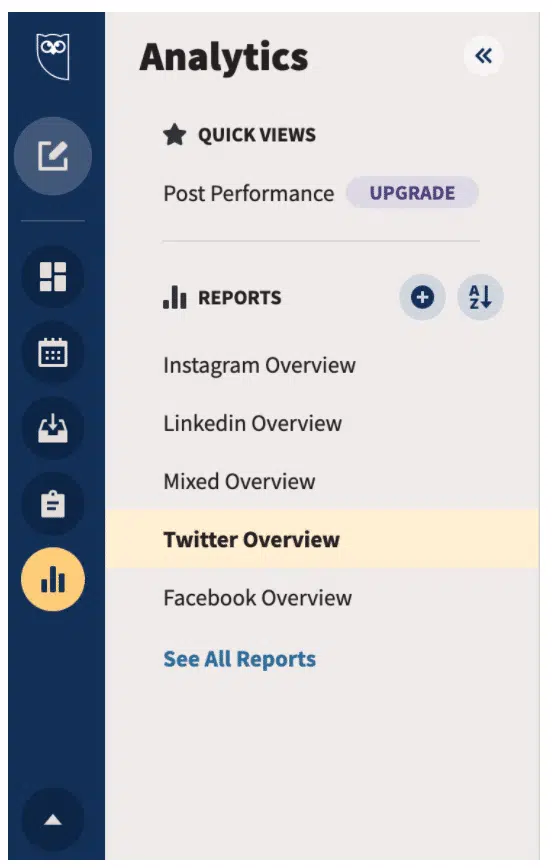 Analytics
QUICK VIEWS
Post Performance UPGRADE
REPORTS
A
Z
Instagram Overview
Linkedin Overview
Mixed Overview
Twitter Overview
Facebook Overview
See All Reports